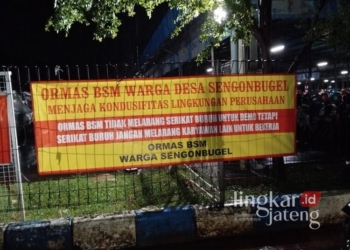 ORMAS BSM WARGA DESA SENGONBUGEL
MENJAGA KONDUSIFITAS LINGKUNGAN PERUSAHAAN
ORMAS BSM TIDAK MELARANG SERIKAT BURUH UNTUK DEMO TETAPI
SERIKAT BURUH JANGAN MELARANG KARYAWAN LAIN UNTUK BEKERJA
ORMAS BSM
WARGA SENGONBUGEL
lingkar.id
jateng